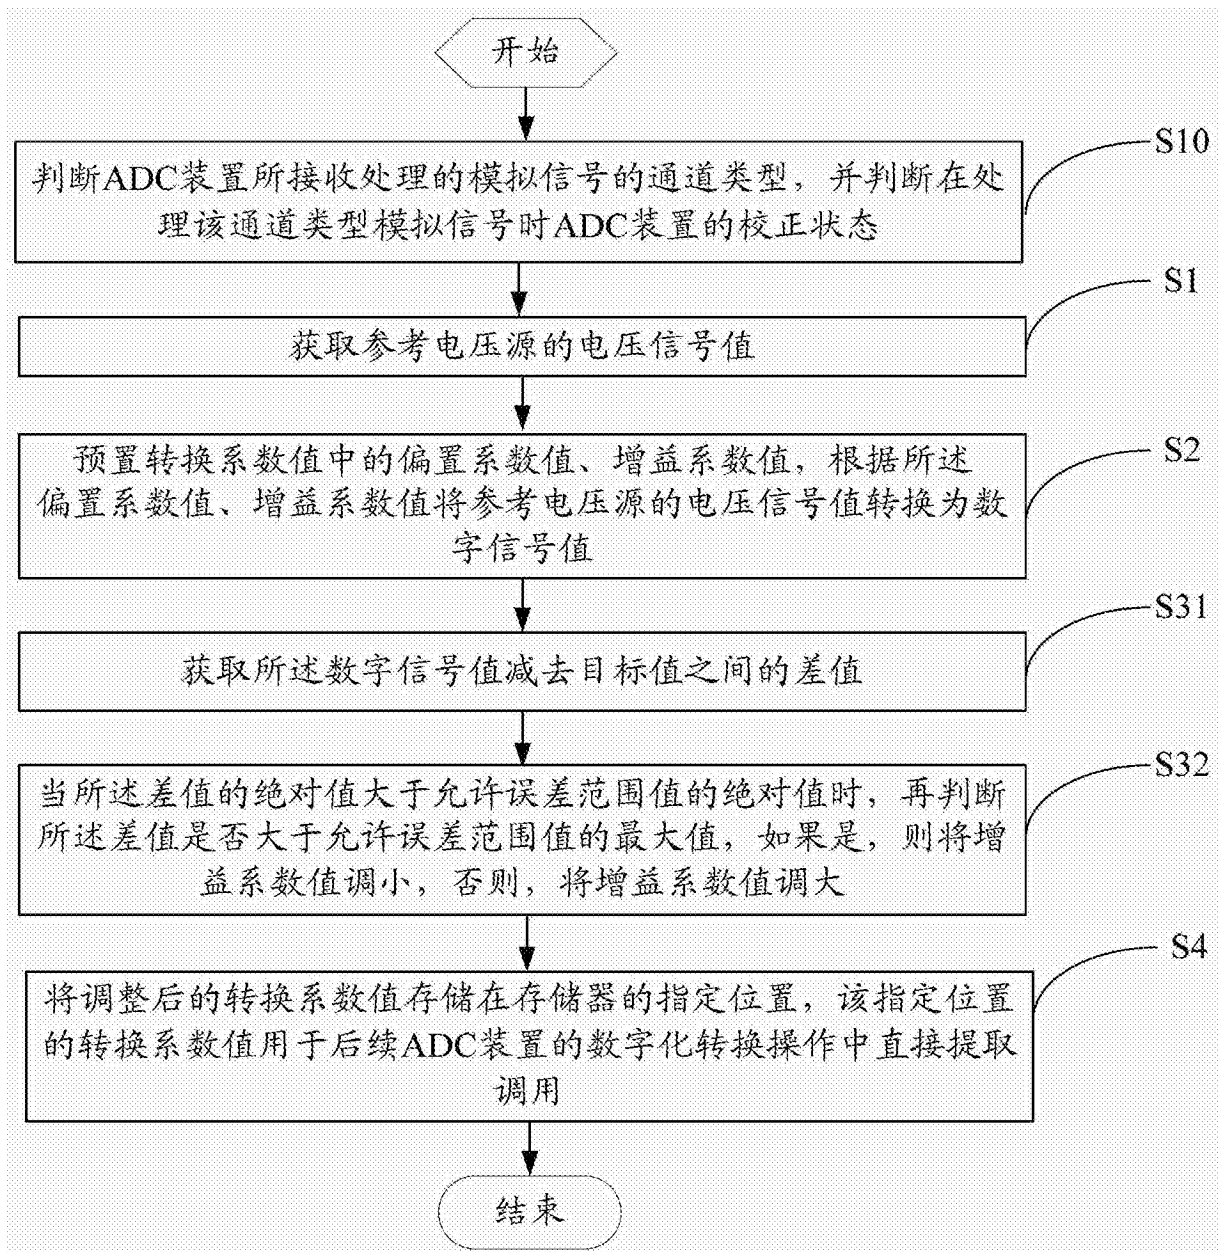 开始
S10
判断ADC装置所接收处理的模拟信号的通道类型，并判断在处
理该通道类型模拟信号时ADC装置的校正状态
S1
获取参考电压源的电压信号值
S2
预置转换系数值中的偏置系数值、增益系数值，根据所述
偏置系数值、增益系数值将参考电压源的电压信号值转换为数
字信号值
S31
获取所述数字信号值减去目标值之间的差值
S32
当所述差值的绝对值大于允许误差范围值的绝对值时，再判断
所述差值是否大于允许误差范围值的最大值，如果是，则将增
益系数值调小，否则，将增益系数值调大
S4
将调整后的转换系数值存储在存储器的指定位置，该指定位置
的转换系数值用于后续ADC装置的数字化转换操作中直接提取
调用
结束